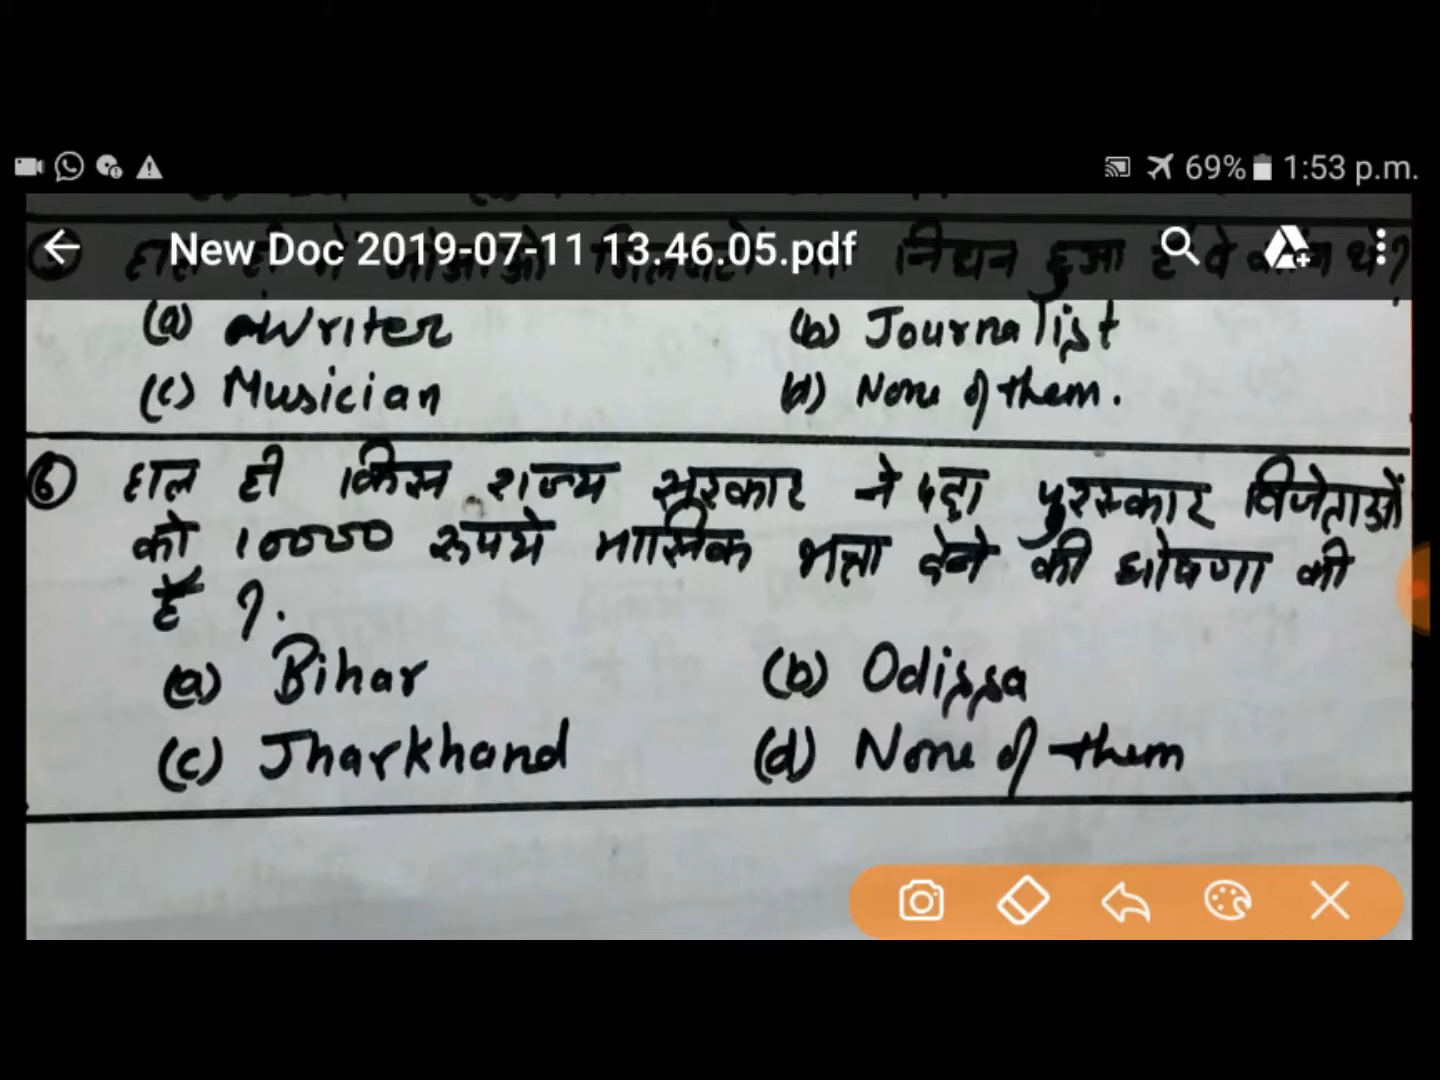 69% 1:53 p.m.
New Doc 2019-07-11 13.46.05.pdf
निधन हुआ है वे कौन थे?
(a) Writer (b) Journalist
(c) Musician (d) None of them.
6 हाल ही किस राज्य सरकार ने पद्म पुरस्कार विजेताओं
को 10000 रूपये मासिक भत्ता देने की घोषणा की
है ?.
(a) Bihar (b) Odissa
(c) Jharkhand (d) None of them